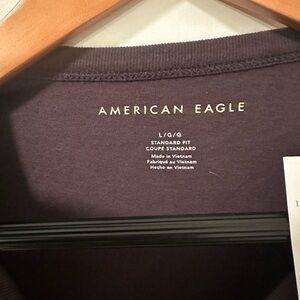 AMERICAN EAGLE
L/G/G
STANDARD FIT
COUPE STANDARD
Made in Vietnam
Fabriqué au Vietnam
Hecho en Vietnam